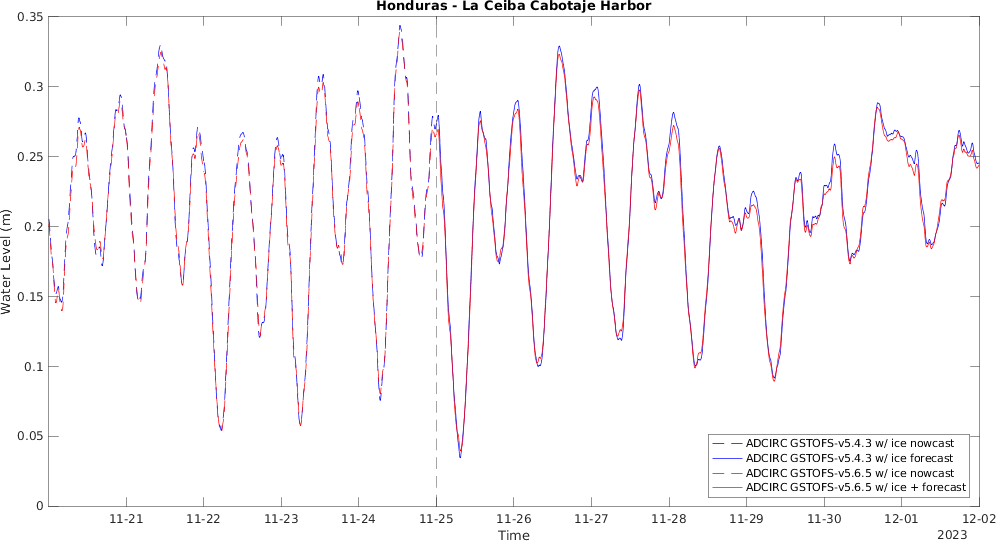 Honduras - La Ceiba Cabotaje Harbor
Water Level (m)
0.35
0.3
0.25
0.2
0.15
0.1
0.05
0
ADCIRC GSTOFS-v5.4.3 w/ ice nowcast
ADCIRC GSTOFS-v5.4.3 w/ ice forecast
ADCIRC GSTOFS-v5.6.5 w/ ice nowcast
ADCIRC GSTOFS-v5.6.5 w/ ice + forecast
11-21 11-22 11-23 11-24 11-25 11-26 11-27 11-28 11-29 11-30 12-01 12-02
Time
2023